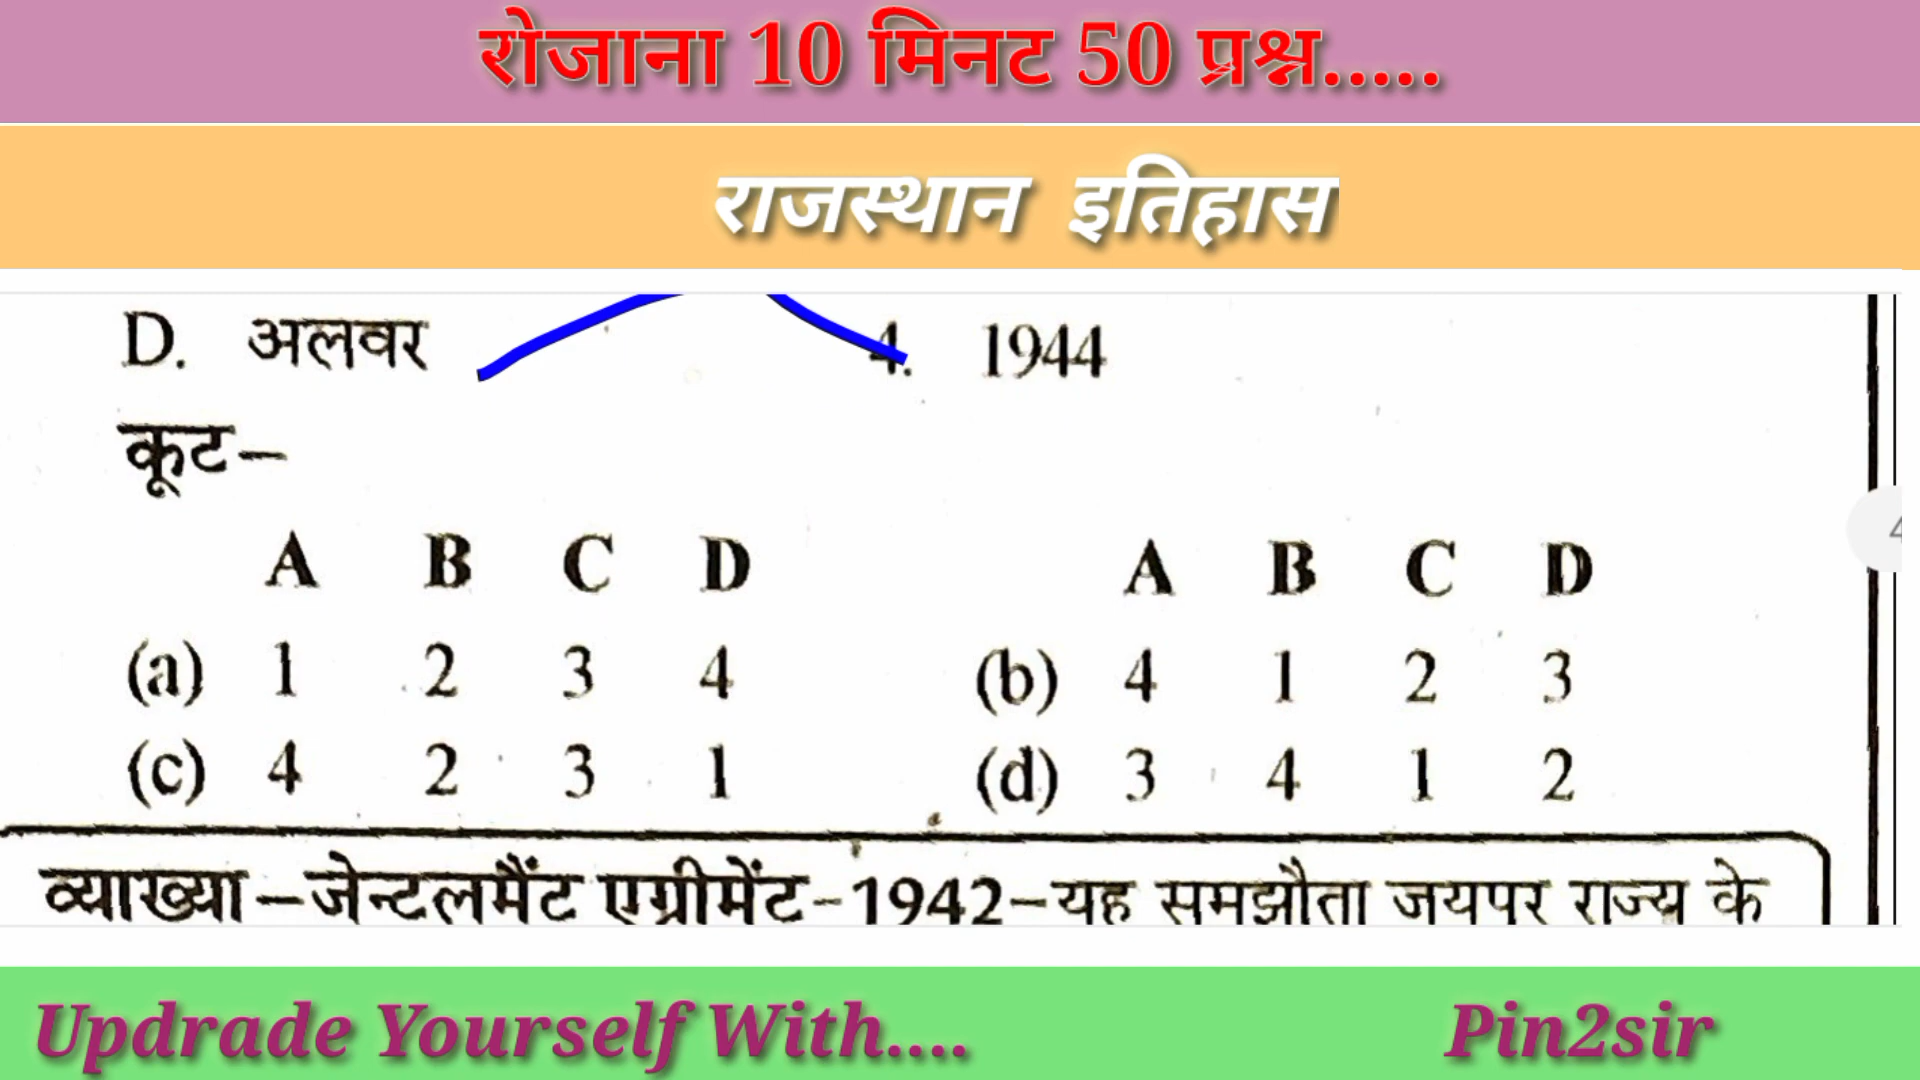 रोजाना 10 मिनट 50 प्रश्न.....
राजस्थान इतिहास
D. अलवर 4. 1944
कूट–
A B C D A B C D
(a) 1 2 3 4 (b) 4 1 2 3
(c) 4 2 3 1 (d) 3 4 1 2
व्याख्या–जेन्टलमैंट एग्रीमेंट-1942–यह समझौता जयपुर राज्य के
Updrade Yourself With.... Pin2sir